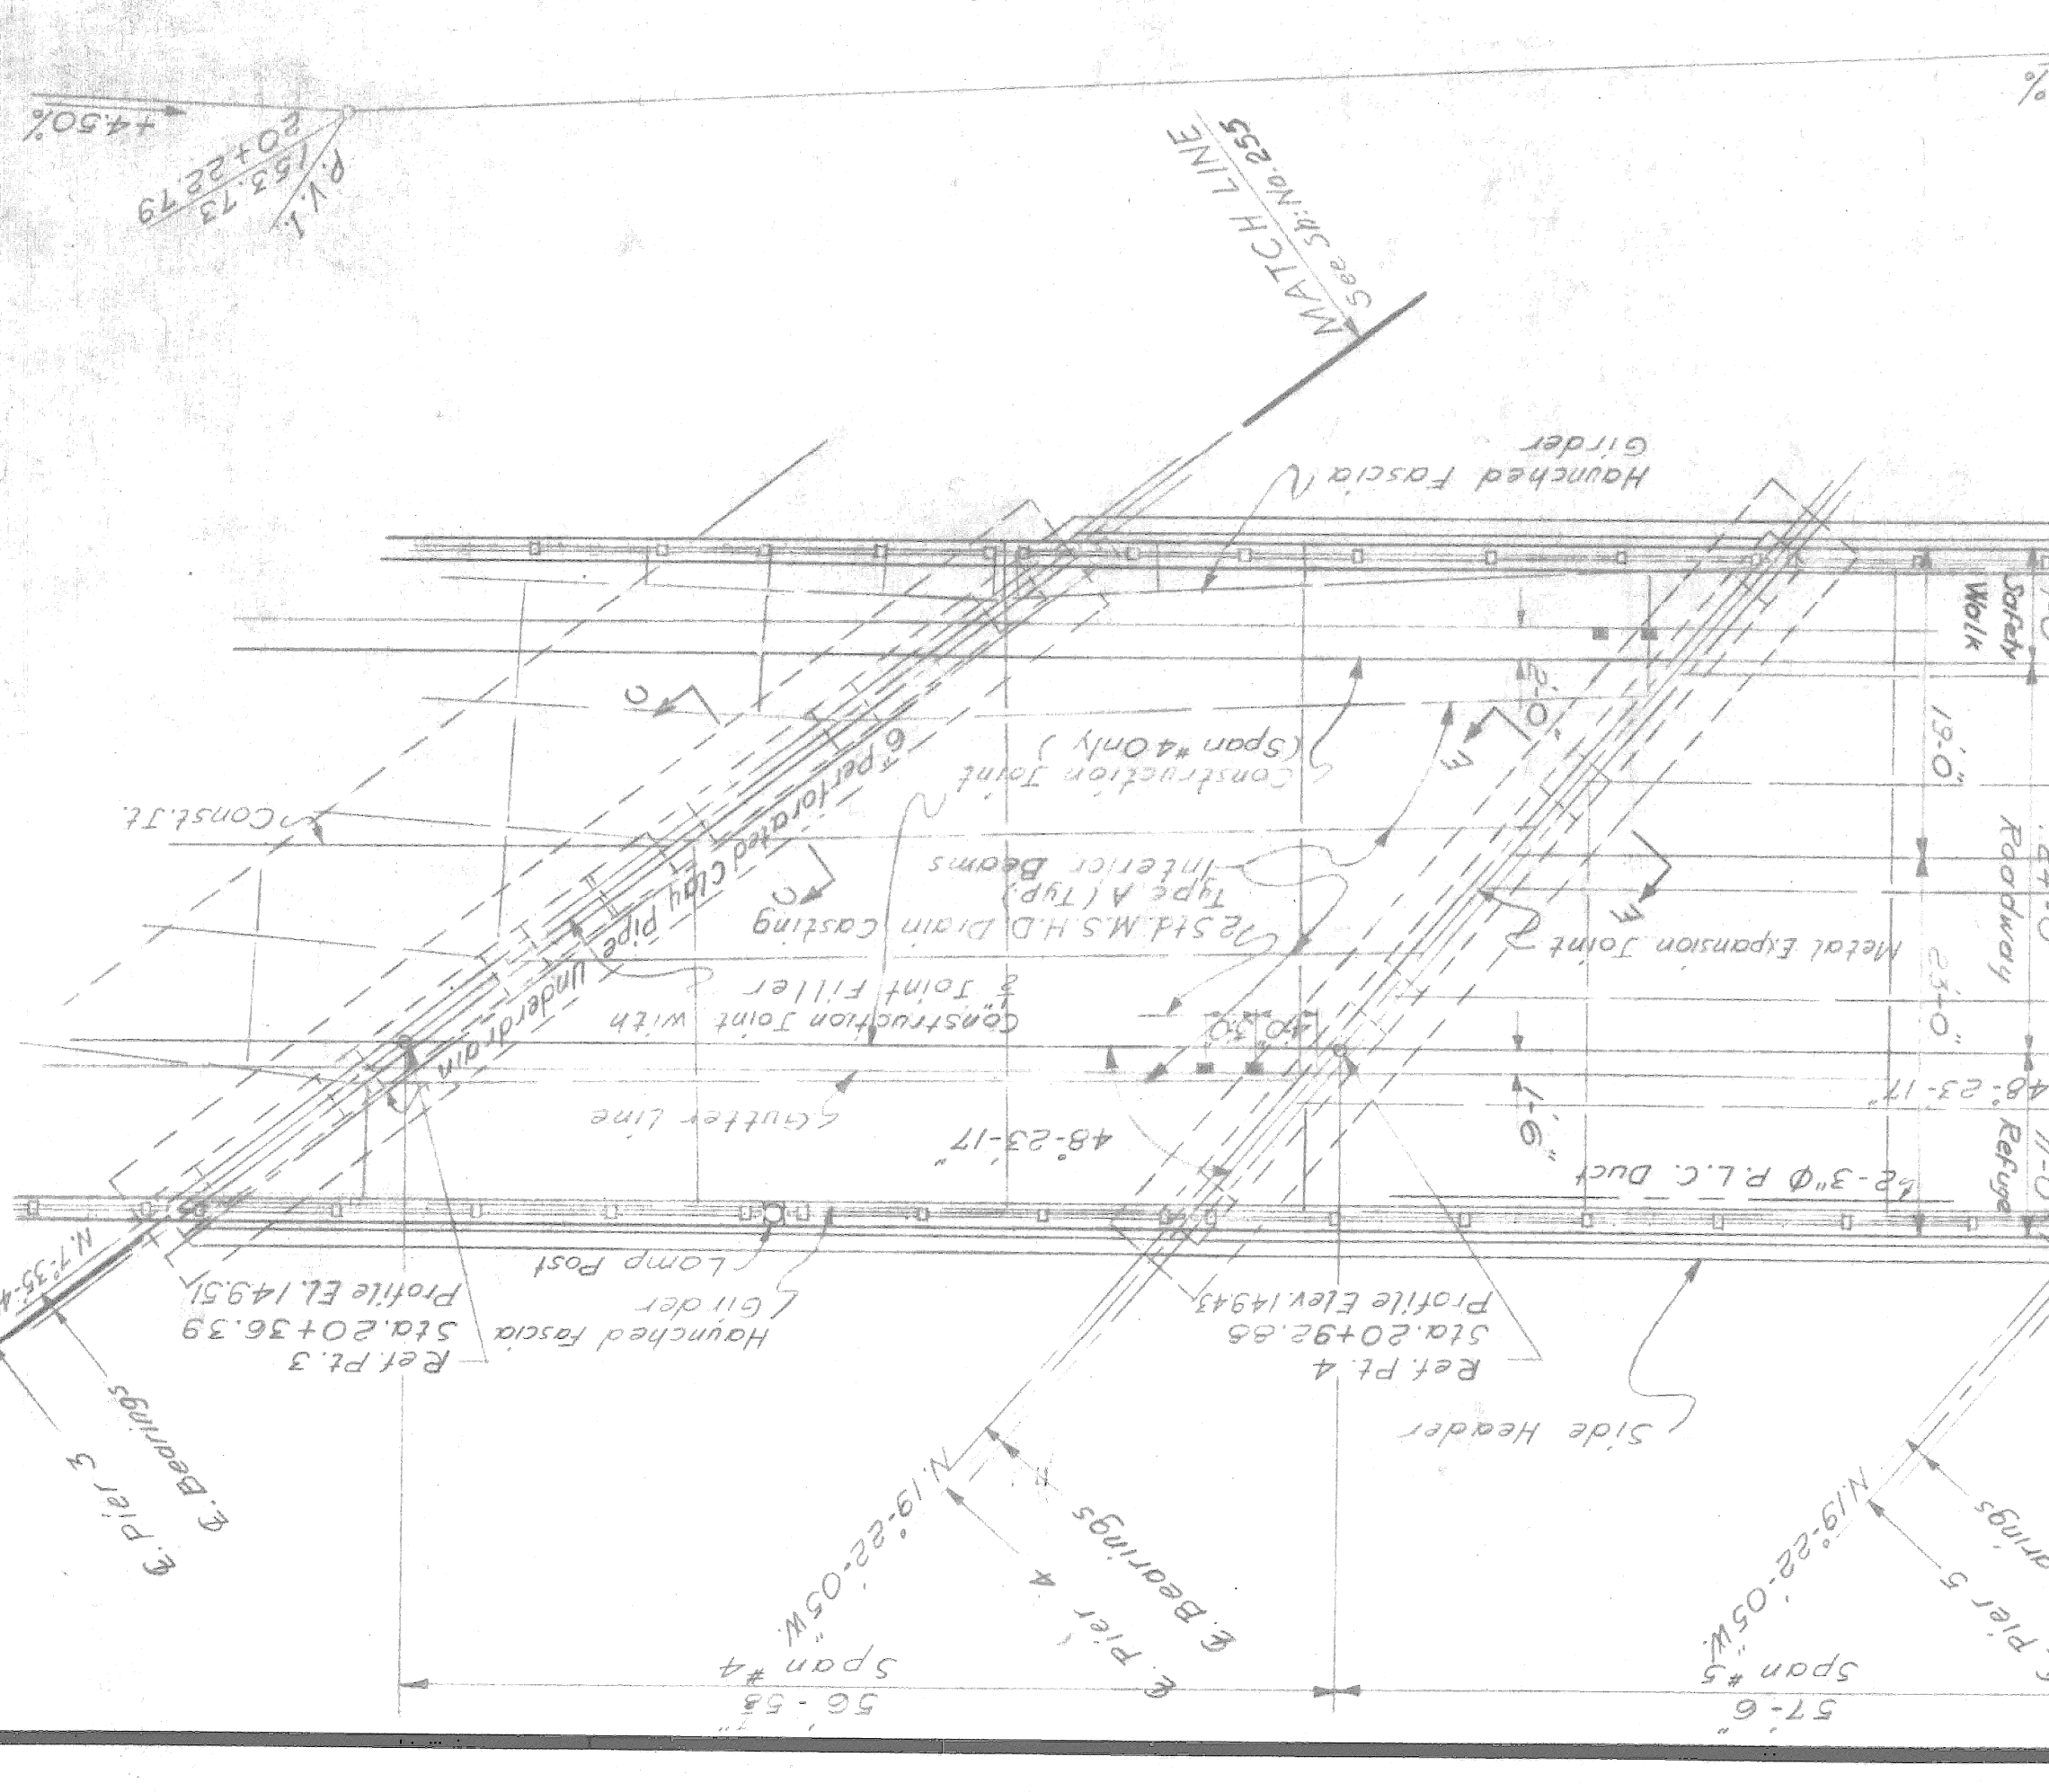 57'-6"
Span #5
56'-5⅞"
Span #4
℄. Pier 5
N.19°-22'-05"W.
℄. Pier 4
℄. Bearings
N.19°-22'-05"W.
℄. Pier 3
℄. Bearings
Side Header
Ref. Pt. 4
Sta. 20+92.88
Profile Elev. 149.43
Haunched Fascia
Girder
Lamp Post
Ref. Pt. 3
Sta. 20+36.39
Profile El. 149.51
2-3"Ø P.L.C. Duct
11'-0"
Refuge
48°-23'-17"
1'-6"
48°-23'-17"
Gutter Line
23'-0"
Roadway
4'0"
3'0"
Construction Joint with
½" Joint Filler
Metal Expansion Joint
2 Std. M.S.H.D. Drain Casting
Type A (Typ.)
Interior Beams
6" perforated Clay Pipe Underdrain
E
E
C
C
Const. Jt.
Construction Joint
(Span #4 Only)
19'-0"
2'-0"
Safety
Walk
Haunched Fascia
Girder
MATCH LINE
See Sh. No. 255
P.V.I.
153.73
20+22.79
+4.50%
%